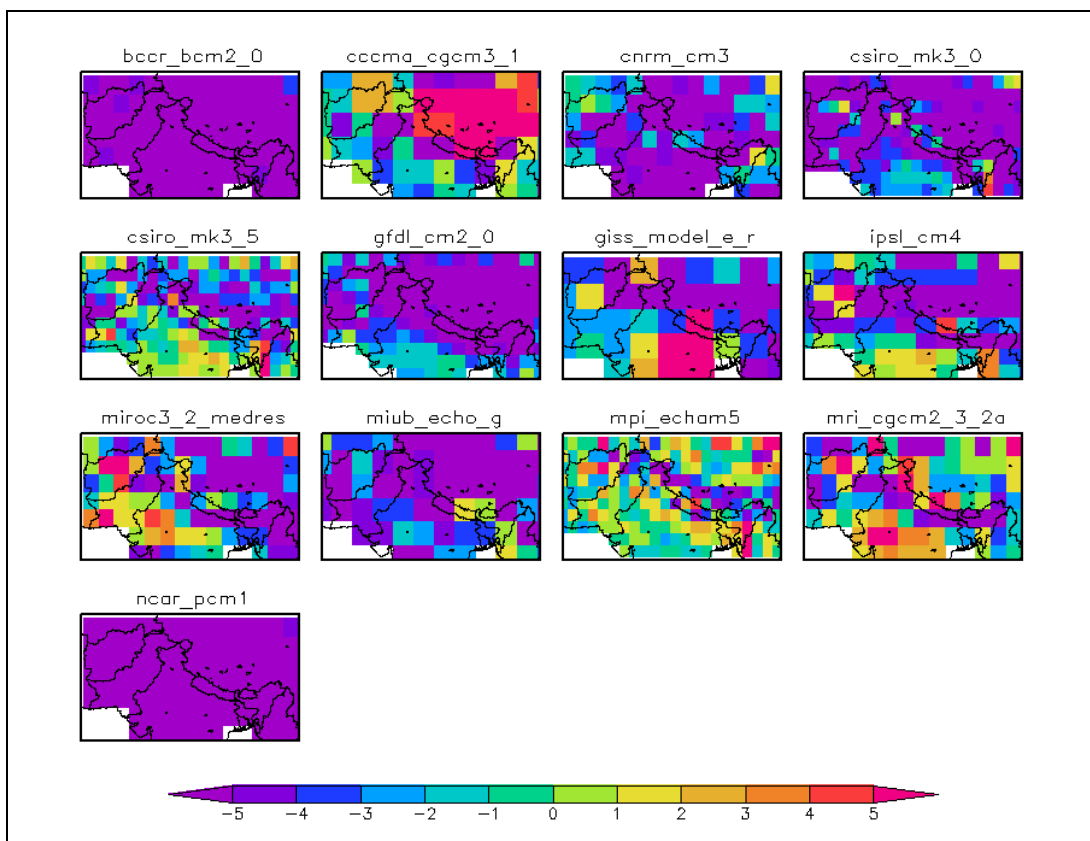 bccr_bcm2_0 cccma_cgcm3_1 cnrm_cm3 csiro_mk3_0
csiro_mk3_5 gfdl_cm2_0 giss_model_e_r ipsl_cm4
miroc3_2_medres miub_echo_g mpi_echam5 mri_cgcm2_3_2a
ncar_pcm1
-5 -4 -3 -2 -1 0 1 2 3 4 5